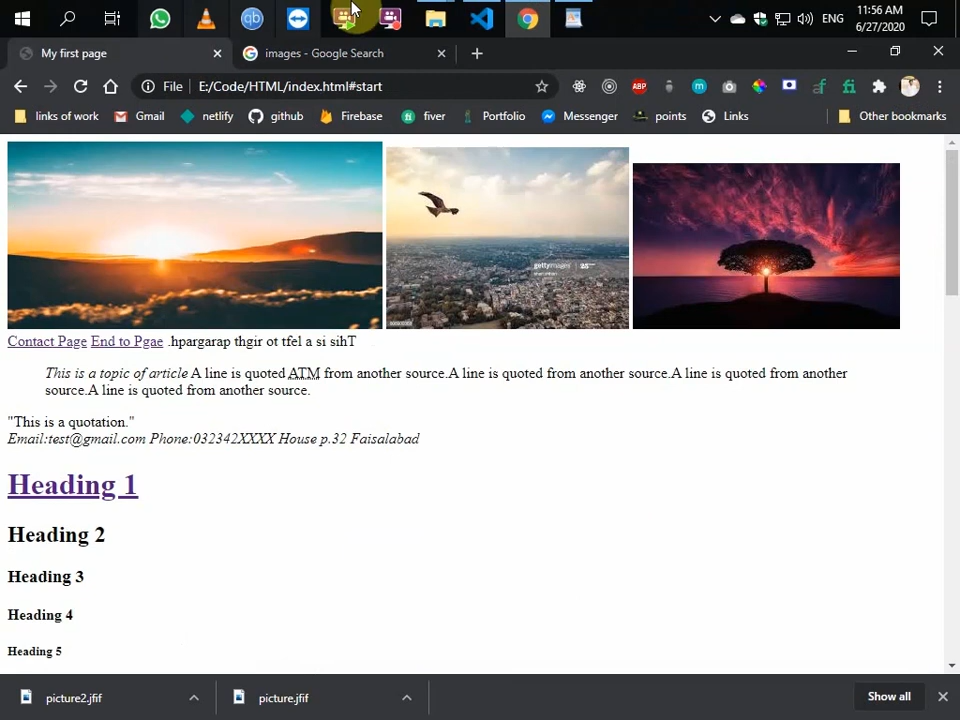 ENG
11:56 AM
6/27/2020
My first page
images - Google Search
File
E:/Code/HTML/index.html#start
ABP
links of work
Gmail
netlify
github
Firebase
fiver
Portfolio
Messenger
points
Links
Other bookmarks
gettyimages
Contact Page End to Pgae .hpargarap thgir ot tfel a si sihT
This is a topic of article A line is quoted ATM from another source.A line is quoted from another source.A line is quoted from another
source.A line is quoted from another source.
"This is a quotation."
Email:test@gmail.com Phone:032342XXXX House p.32 Faisalabad
Heading 1
Heading 2
Heading 3
Heading 4
Heading 5
picture2.jfif
picture.jfif
Show all